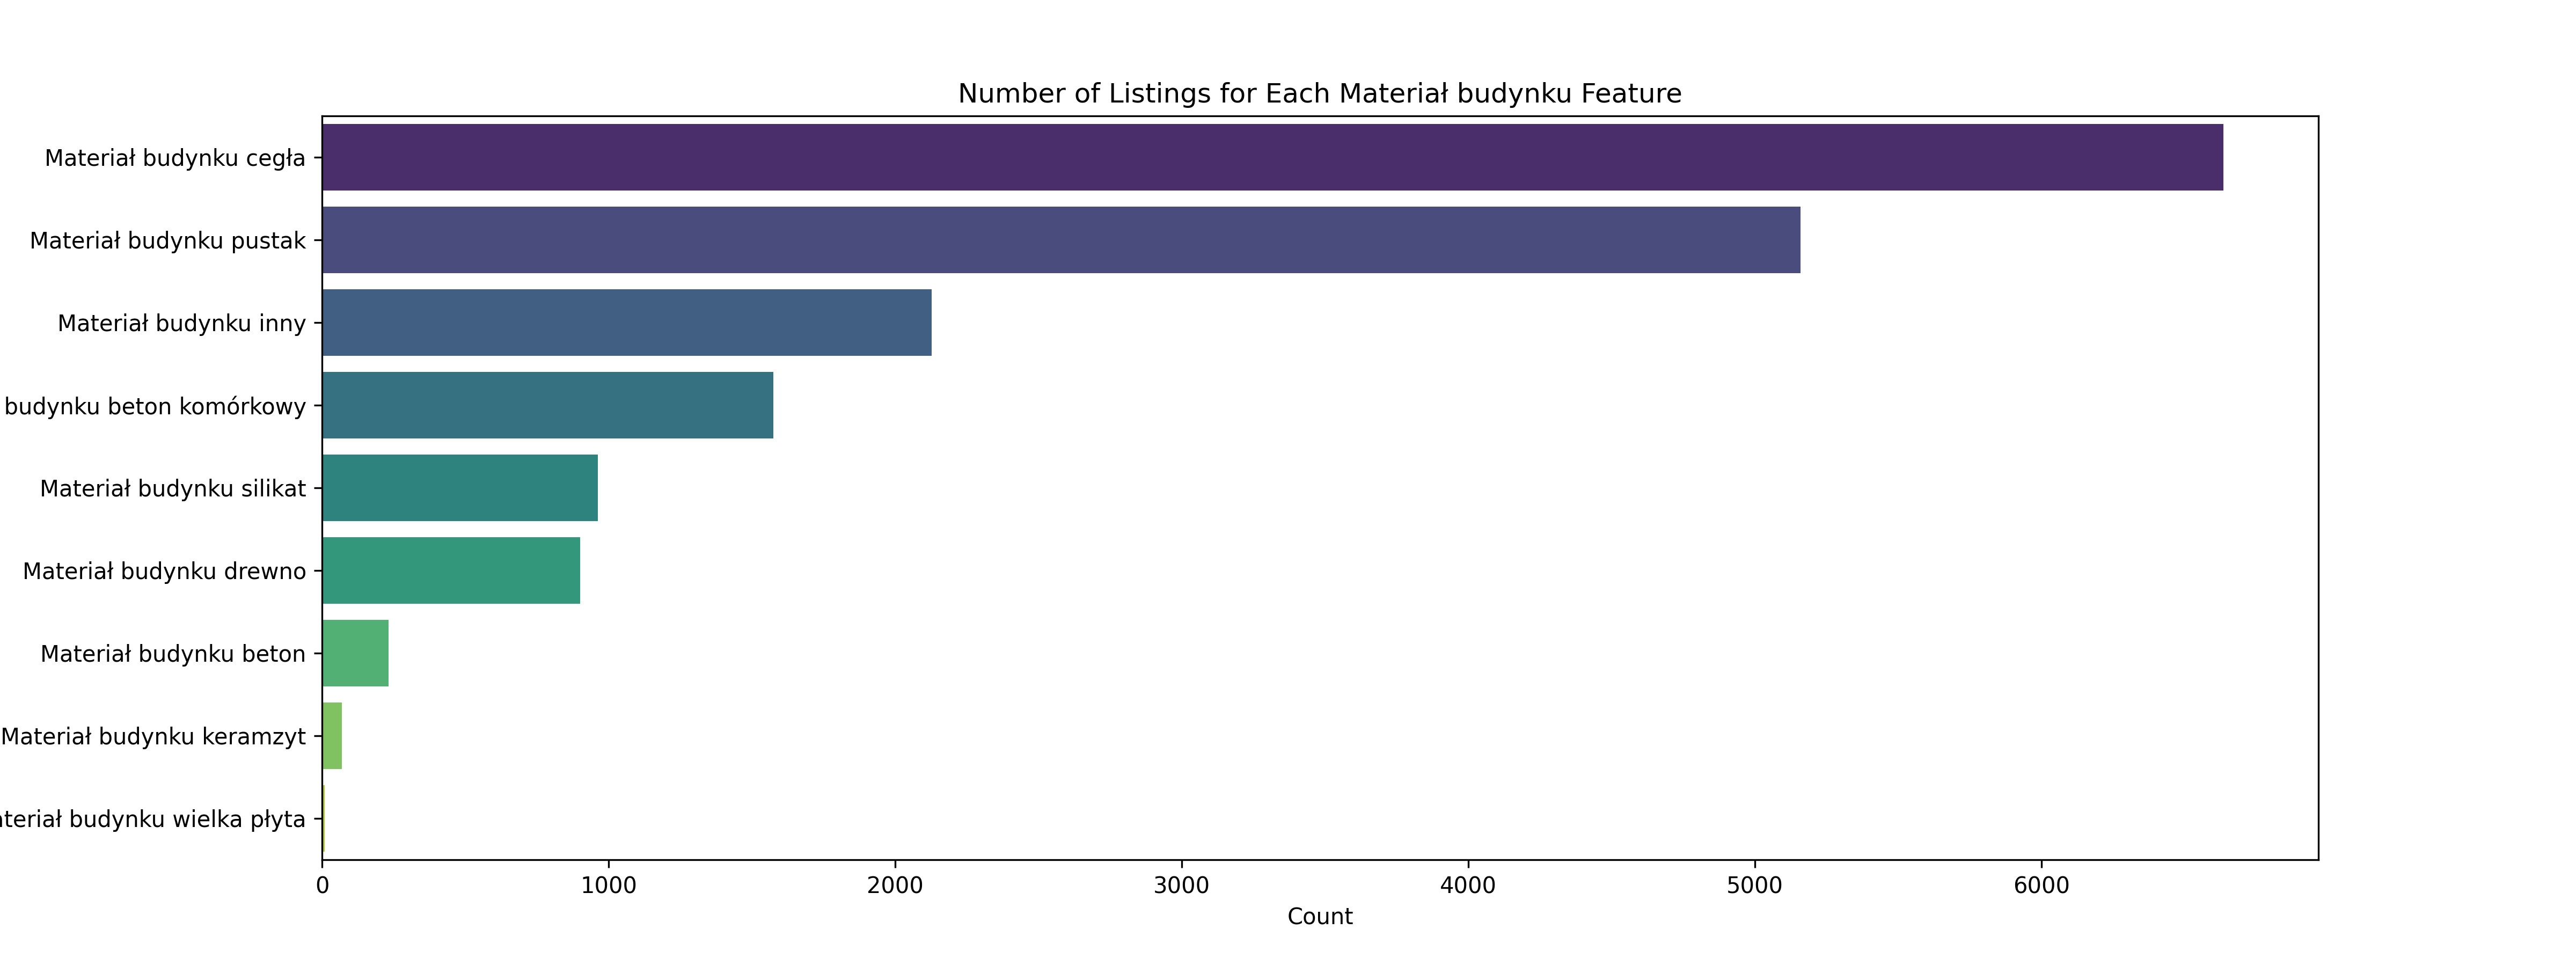 Number of Listings for Each Materiał budynku Feature
Materiał budynku cegła
Materiał budynku pustak
Materiał budynku inny
budynku beton komórkowy
Materiał budynku silikat
Materiał budynku drewno
Materiał budynku beton
Materiał budynku keramzyt
ateriał budynku wielka płyta
0 1000 2000 3000 4000 5000 6000
Count